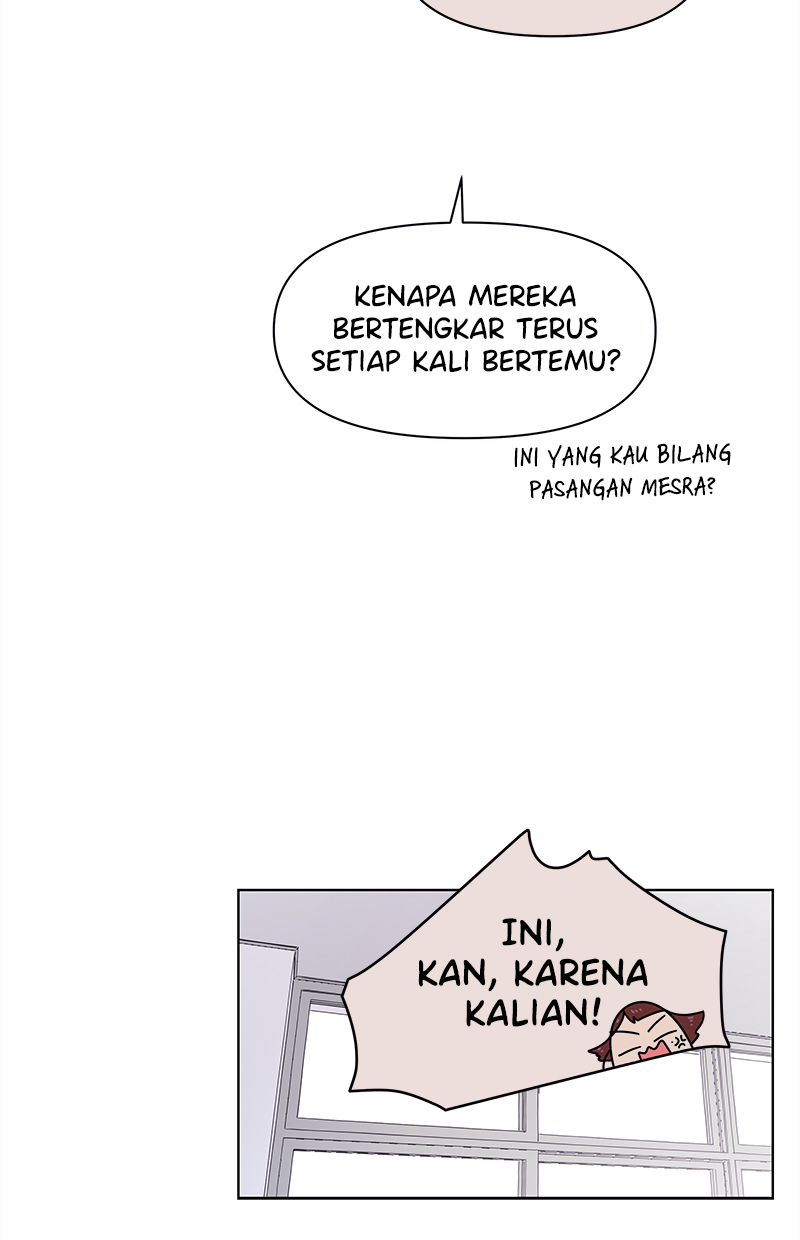 KENAPA MEREKA
BERTENGKAR TERUS
SETIAP KALI BERTEMU?
INI YANG KAU BILANG
PASANGAN MESRA?
INI,
KAN, KARENA
KALIAN!